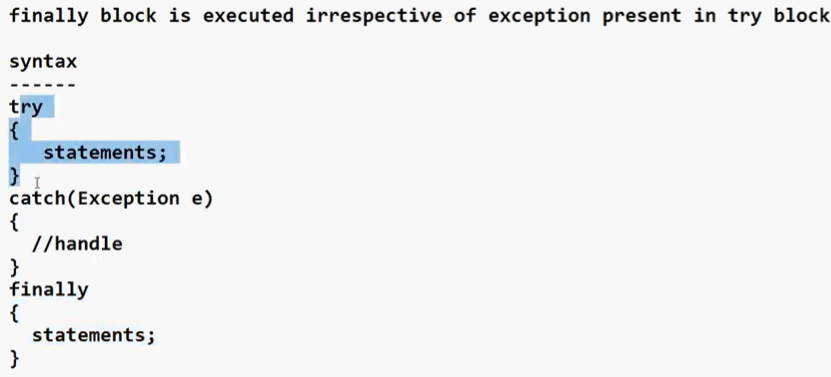 finally block is executed irrespective of exception present in try block
syntax
------
try
{
statements;
}
catch(Exception e)
{
//handle
}
finally
{
statements;
}